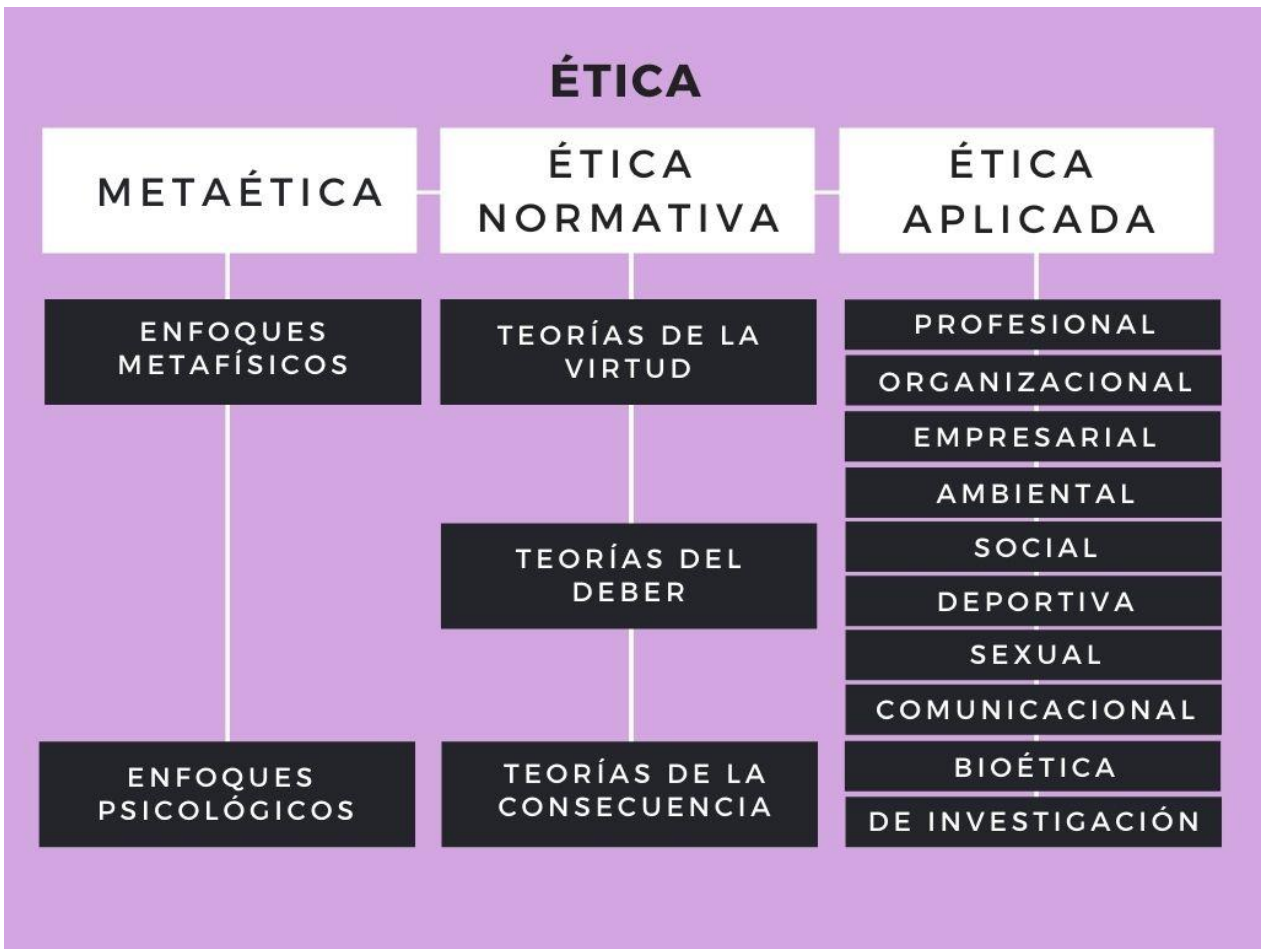 ÉTICA
METAÉTICA
ENFOQUES
METAFÍSICOS
ENFOQUES
PSICOLÓGICOS
ÉTICA
NORMATIVA
TEORÍAS DE LA
VIRTUD
TEORÍAS DEL
DEBER
TEORÍAS DE LA
CONSECUENCIA
ÉTICA
APLICADA
PROFESIONAL
ORGANIZACIONAL
EMPRESARIAL
AMBIENTAL
SOCIAL
DEPORTIVA
SEXUAL
COMUNICACIONAL
BIOÉTICA
DE INVESTIGACIÓN